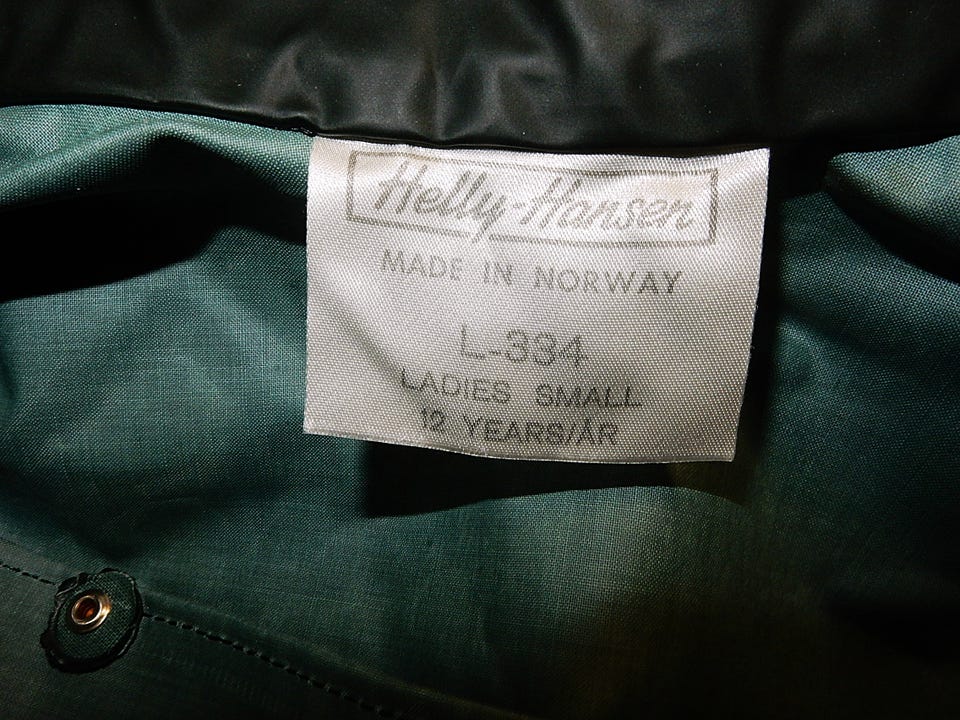 Helly-Hansen
MADE IN NORWAY
L-334
LADIES SMALL
12 YEARS/ÅR